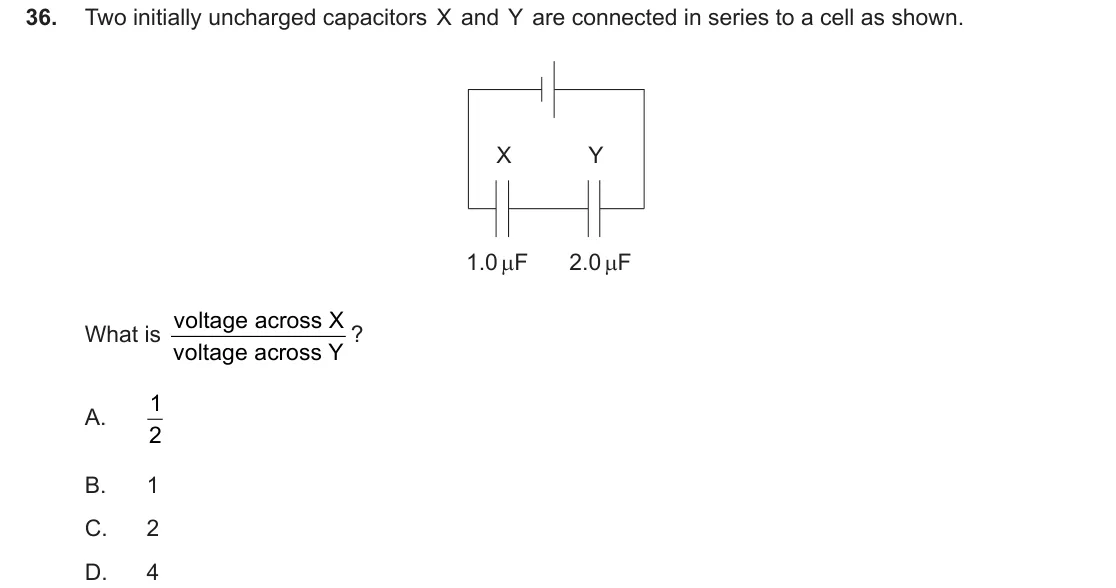 36. Two initially uncharged capacitors X and Y are connected in series to a cell as shown.
X Y
1.0 µF 2.0 µF
What is voltage across X / voltage across Y ?
A. 1/2
B. 1
C. 2
D. 4